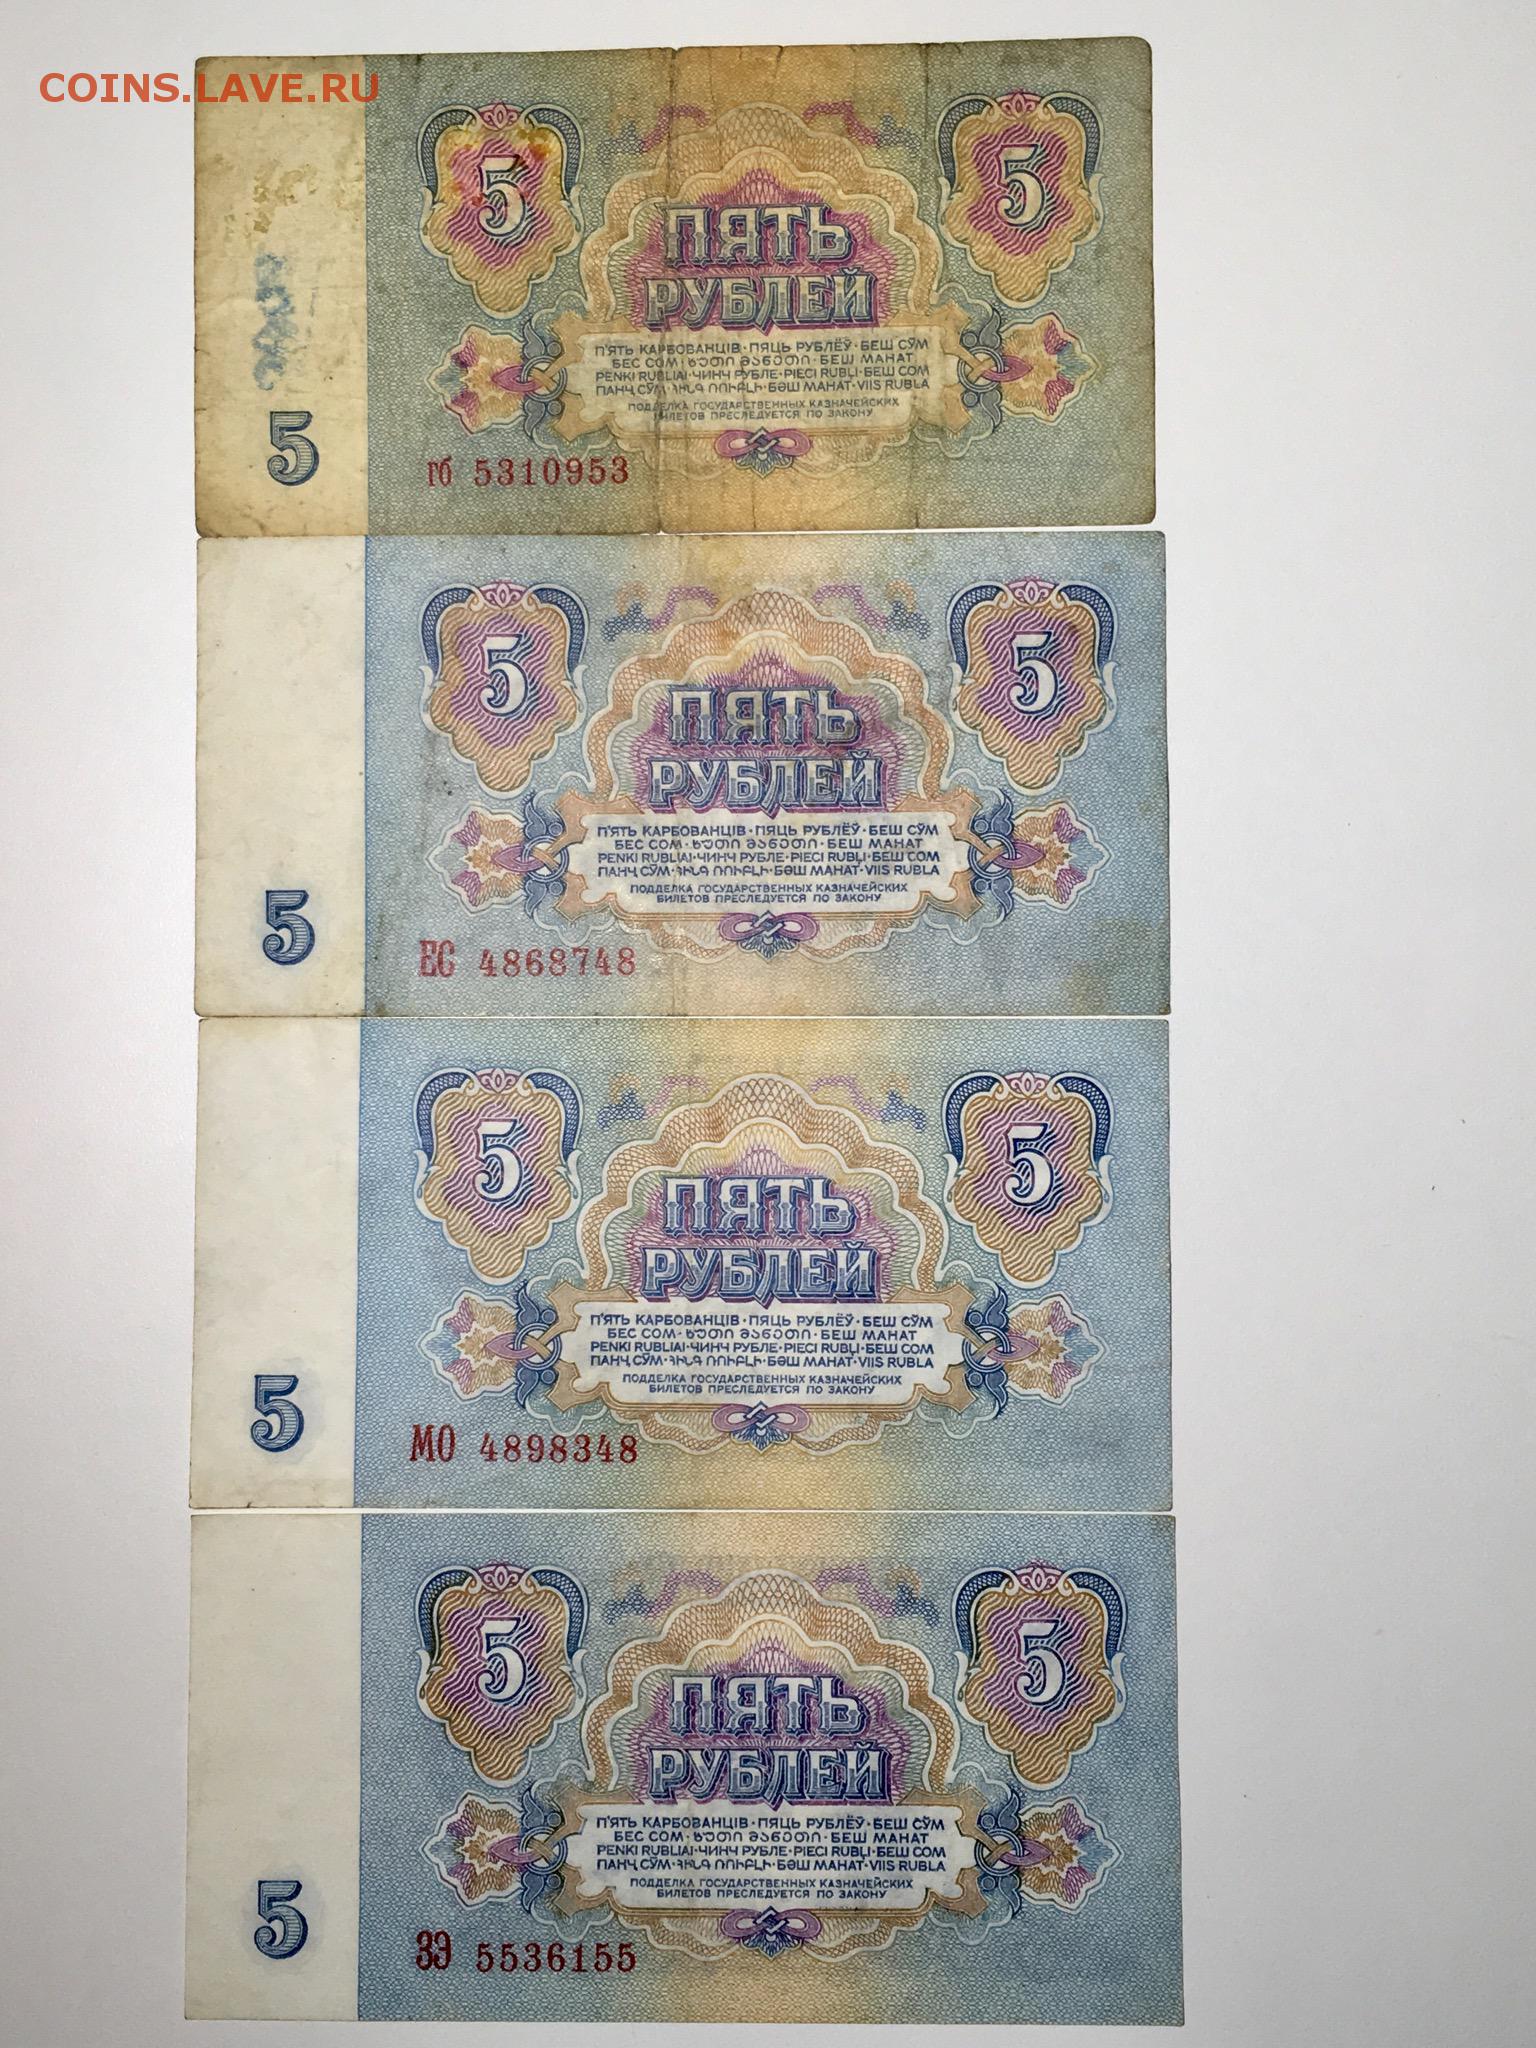 COINS.LAVE.RU
5 5
ПЯТЬ
РУБЛЕЙ
П'ЯТЬ КАРБОВАНЦІВ · ПЯЦЬ РУБЛЁЎ · БЕШ СЎМ
БЕС СОМ · ხუთი მანეთი · БЕШ МАНАТ
PENKI RUBLIAI · ЧИНЧ РУБЛЕ · PIECI RUBĻI · БЕШ СОМ
ПАНҶ СЎМ · ՀԻՆԳ ՌՈՒԲԼԻ · БӘШ МАНАТ · VIIS RUBLA
ПОДДЕЛКА ГОСУДАРСТВЕННЫХ КАЗНАЧЕЙСКИХ
БИЛЕТОВ ПРЕСЛЕДУЕТСЯ ПО ЗАКОНУ
5 гб 5310953
5 5
ПЯТЬ
РУБЛЕЙ
П'ЯТЬ КАРБОВАНЦІВ · ПЯЦЬ РУБЛЁЎ · БЕШ СЎМ
БЕС СОМ · ხუთი მანეთი · БЕШ МАНАТ
PENKI RUBLIAI · ЧИНЧ РУБЛЕ · PIECI RUBĻI · БЕШ СОМ
ПАНҶ СЎМ · ՀԻՆԳ ՌՈՒԲԼԻ · БӘШ МАНАТ · VIIS RUBLA
ПОДДЕЛКА ГОСУДАРСТВЕННЫХ КАЗНАЧЕЙСКИХ
БИЛЕТОВ ПРЕСЛЕДУЕТСЯ ПО ЗАКОНУ
5 ЕС 4868748
5 5
ПЯТЬ
РУБЛЕЙ
П'ЯТЬ КАРБОВАНЦІВ · ПЯЦЬ РУБЛЁЎ · БЕШ СЎМ
БЕС СОМ · ხუთი მანეთი · БЕШ МАНАТ
PENKI RUBLIAI · ЧИНЧ РУБЛЕ · PIECI RUBĻI · БЕШ СОМ
ПАНҶ СЎМ · ՀԻՆԳ ՌՈՒԲԼԻ · БӘШ МАНАТ · VIIS RUBLA
ПОДДЕЛКА ГОСУДАРСТВЕННЫХ КАЗНАЧЕЙСКИХ
БИЛЕТОВ ПРЕСЛЕДУЕТСЯ ПО ЗАКОНУ
5 МО 4898348
5 5
ПЯТЬ
РУБЛЕЙ
П'ЯТЬ КАРБОВАНЦІВ · ПЯЦЬ РУБЛЁЎ · БЕШ СЎМ
БЕС СОМ · ხუთი მანეთი · БЕШ МАНАТ
PENKI RUBLIAI · ЧИНЧ РУБЛЕ · PIECI RUBĻI · БЕШ СОМ
ПАНҶ СЎМ · ՀԻՆԳ ՌՈՒԲԼԻ · БӘШ МАНАТ · VIIS RUBLA
ПОДДЕЛКА ГОСУДАРСТВЕННЫХ КАЗНАЧЕЙСКИХ
БИЛЕТОВ ПРЕСЛЕДУЕТСЯ ПО ЗАКОНУ
5 ЗЭ 5536155